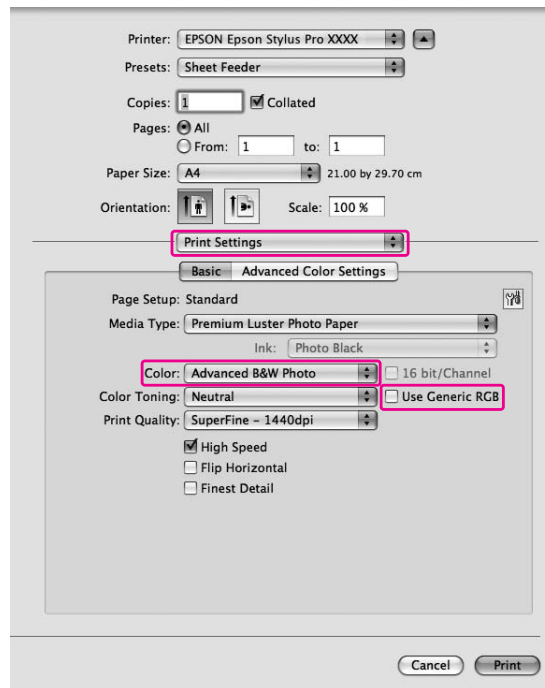 Printer: EPSON Epson Stylus Pro XXXX
Presets: Sheet Feeder
Copies: 1 Collated
Pages: All
From: 1 to: 1
Paper Size: A4 21.00 by 29.70 cm
Orientation: Scale: 100 %
Print Settings
Basic Advanced Color Settings
Page Setup: Standard
Media Type: Premium Luster Photo Paper
Ink: Photo Black
Color: Advanced B&W Photo 16 bit/Channel
Color Toning: Neutral Use Generic RGB
Print Quality: SuperFine – 1440dpi
High Speed
Flip Horizontal
Finest Detail
Cancel Print